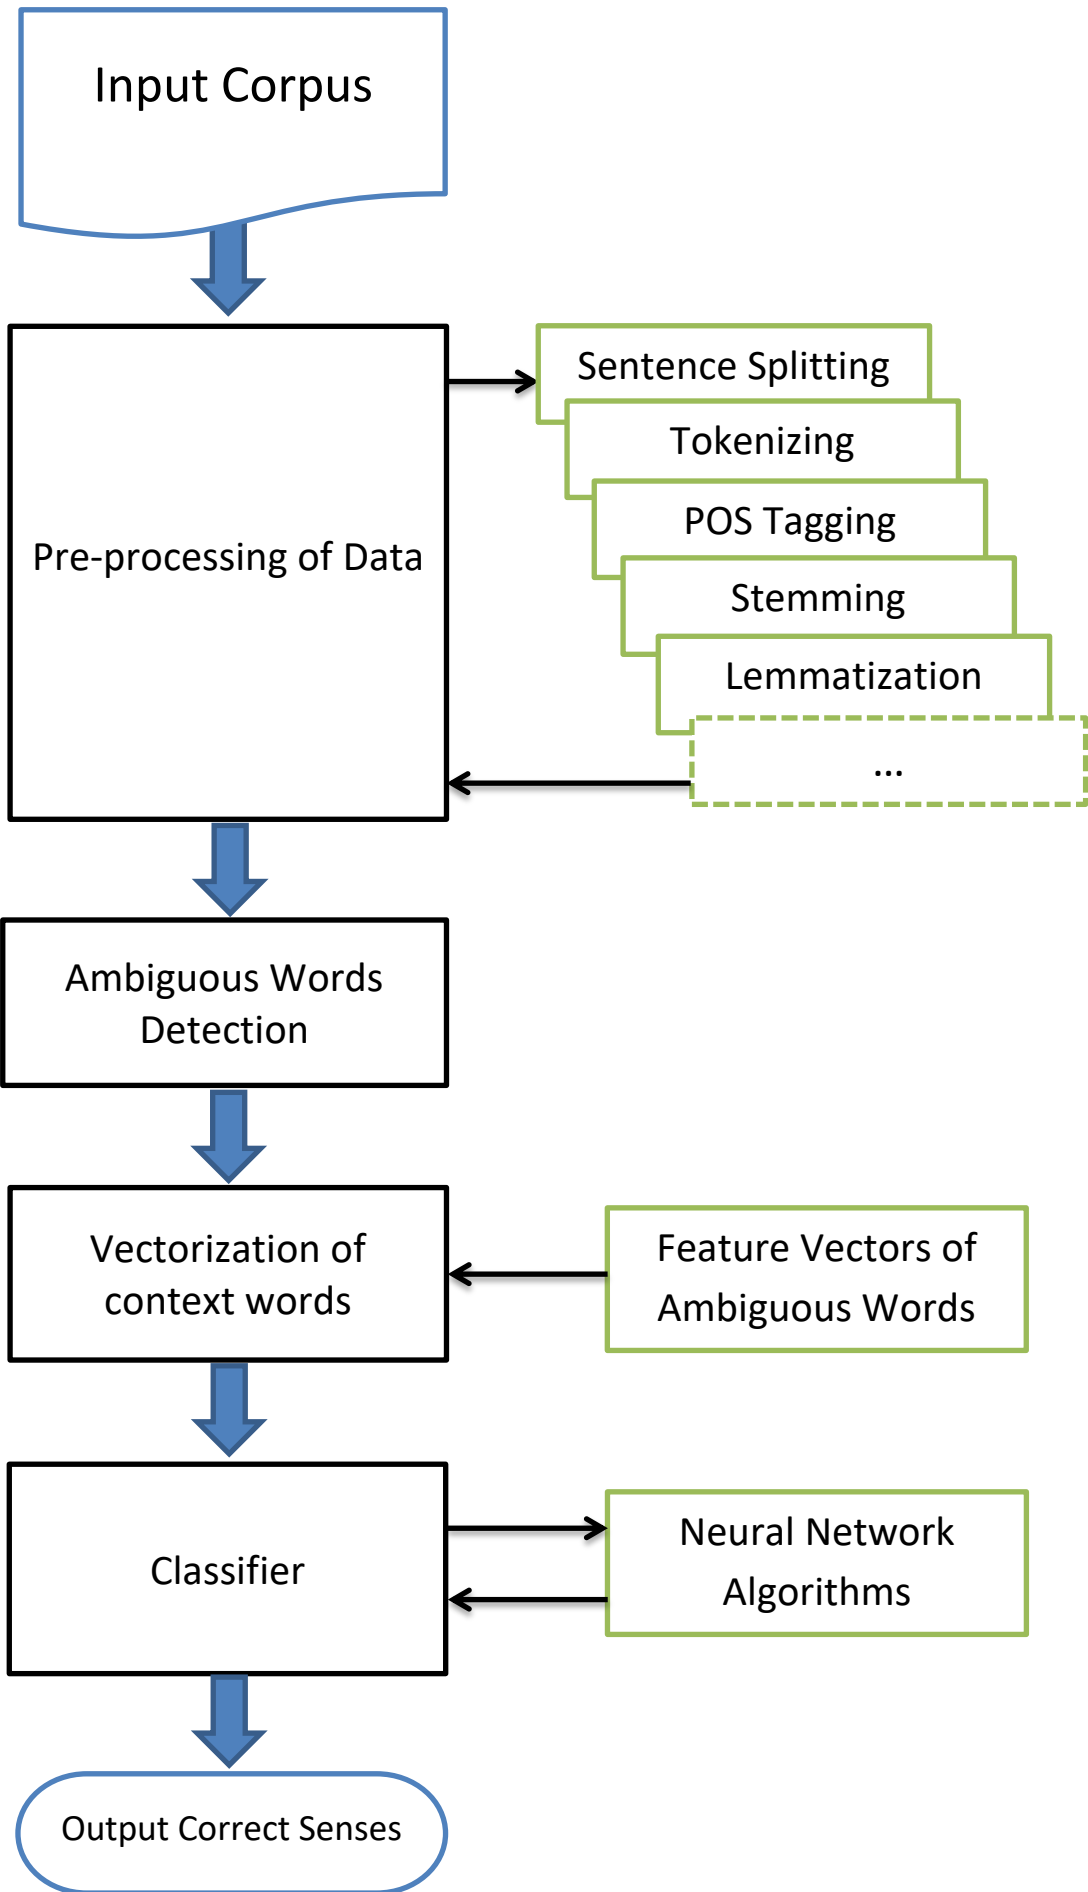 Input Corpus
Sentence Splitting
Tokenizing
POS Tagging
Pre-processing of Data
Stemming
Lemmatization
...
Ambiguous Words
Detection
Vectorization of
context words
Feature Vectors of
Ambiguous Words
Classifier
Neural Network
Algorithms
Output Correct Senses